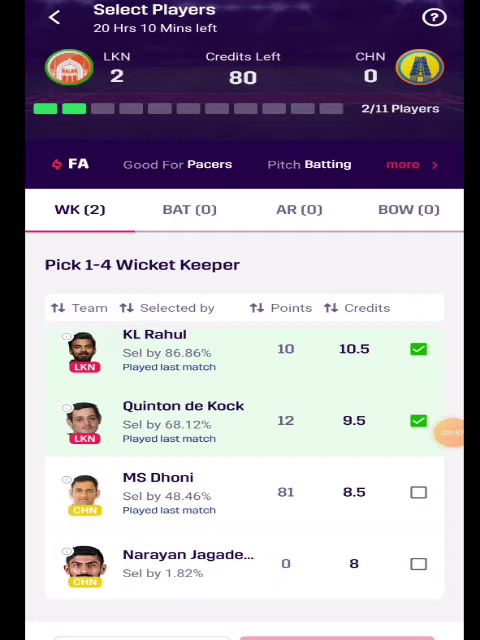 Select Players
20 Hrs 10 Mins left
?
LKN
Credits Left
CHN
2
80
0
2/11 Players
FA
Good For Pacers
Pitch Batting
more >
WK (2)
BAT (0)
AR (0)
BOW (0)
Pick 1-4 Wicket Keeper
Team
Selected by
Points
Credits
KL Rahul
Sel by 86.86%
Played last match
10
10.5
LKN
Quinton de Kock
Sel by 68.12%
Played last match
12
9.5
LKN
MS Dhoni
Sel by 48.46%
Played last match
81
8.5
CHN
Narayan Jagade...
Sel by 1.82%
0
8
CHN